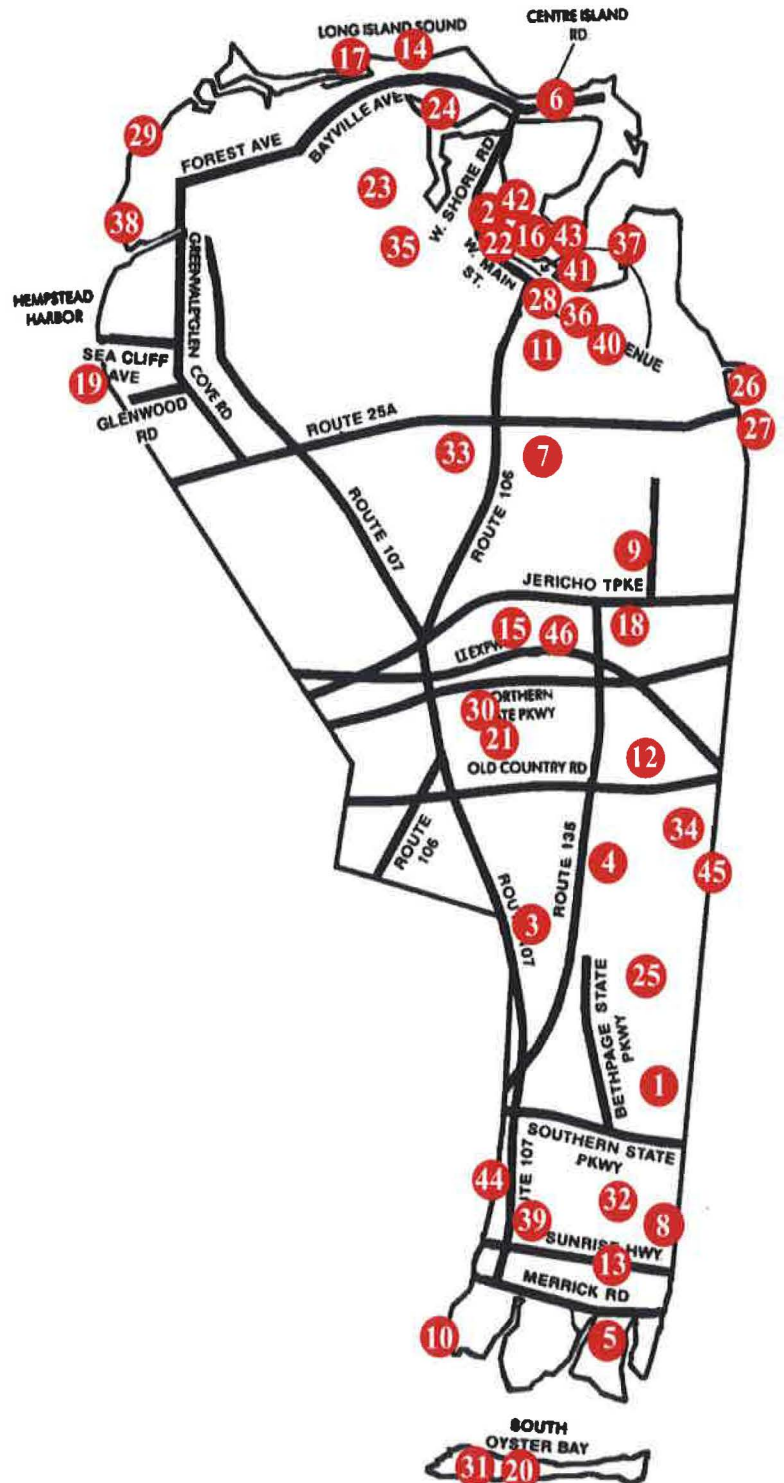 LONG ISLAND SOUND
CENTRE ISLAND
RD
17
14
6
24
29
BAYVILLE AVE
FOREST AVE
W. SHORE RD
23
42
2
38
35
22
16
43
37
W. MAIN
ST.
41
HEMPSTEAD
HARBOR
GREENVALE-GLEN
COVE RD
28
36
11
40
ENUE
SEA CLIFF
AVE
19
GLENWOOD
RD
26
27
ROUTE 25A
33
7
ROUTE 107
ROUTE 106
9
JERICHO TPKE
15
46
18
LI EXPW
ORTHERN
TE PKWY
30
21
12
OLD COUNTRY RD
ROUTE
106
ROUTE 135
34
4
45
ROU
107
3
25
BETHPAGE STATE
PKWY
1
SOUTHERN STATE
PKWY
44
UTE 107
32
39
8
SUNRISE HWY
13
MERRICK RD
10
5
SOUTH
OYSTER BAY
31
20